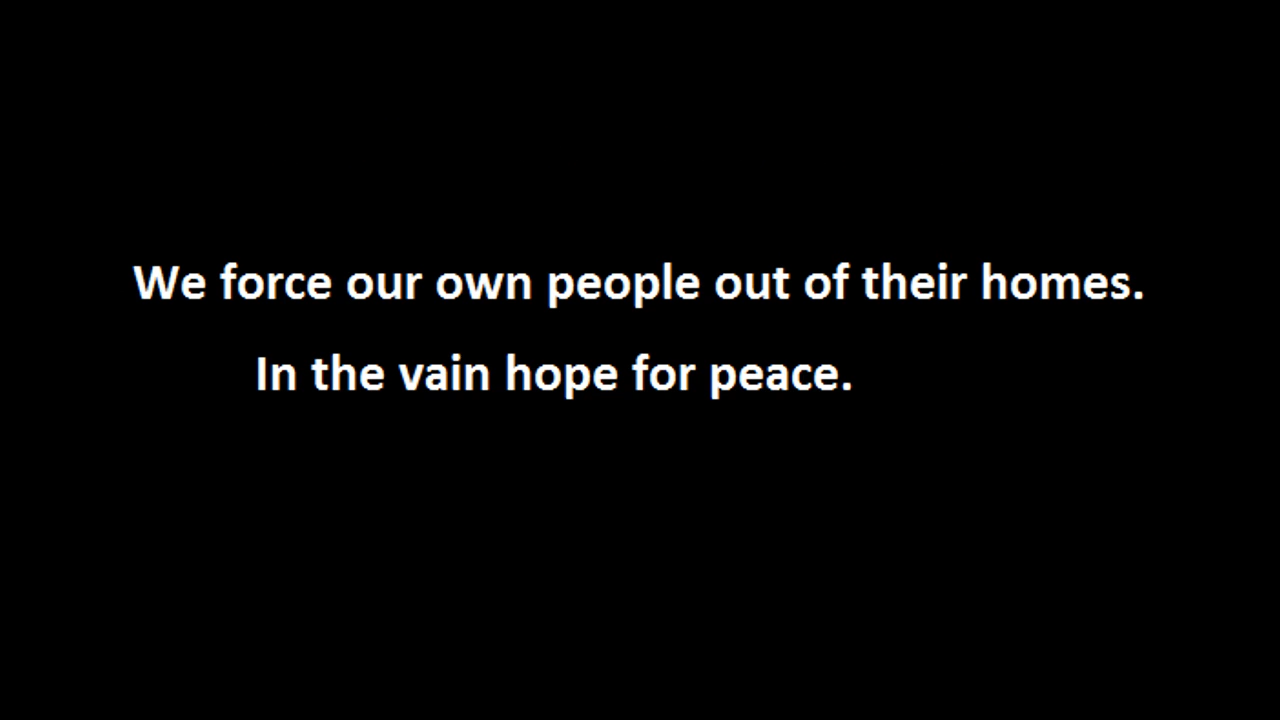 We force our own people out of their homes.
In the vain hope for peace.